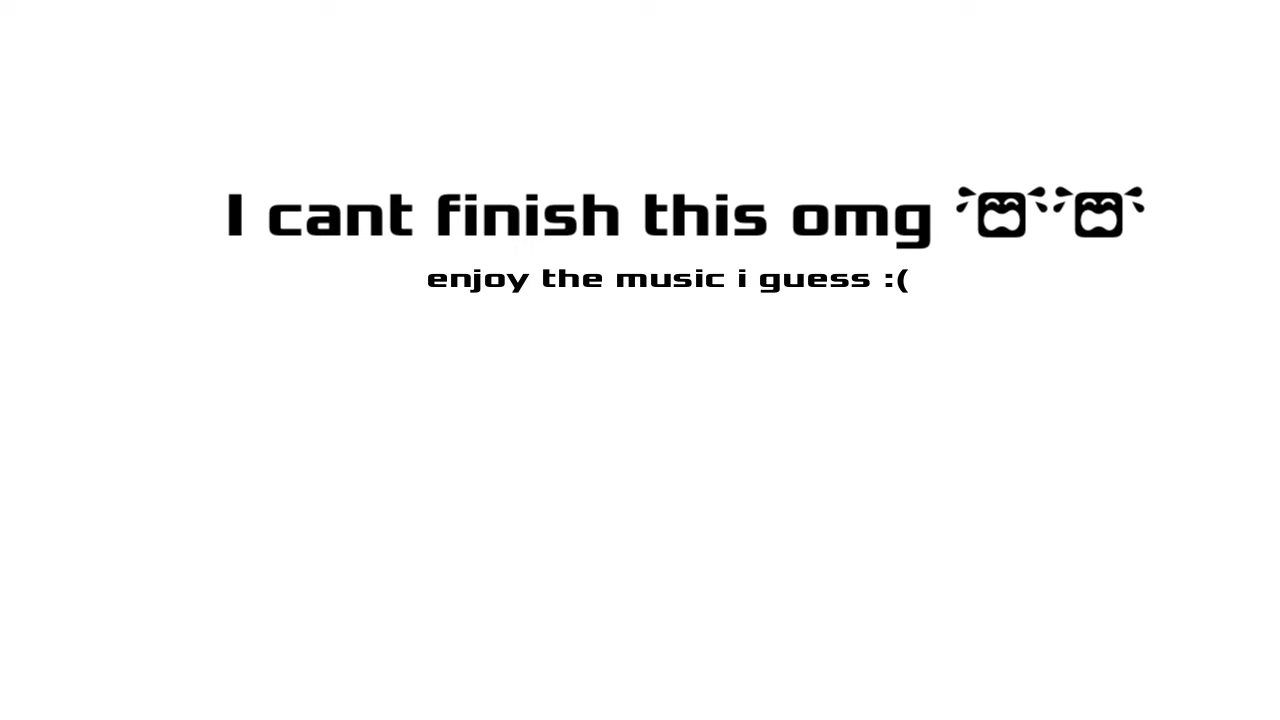 I cant finish this omg 😭😭
enjoy the music i guess :(